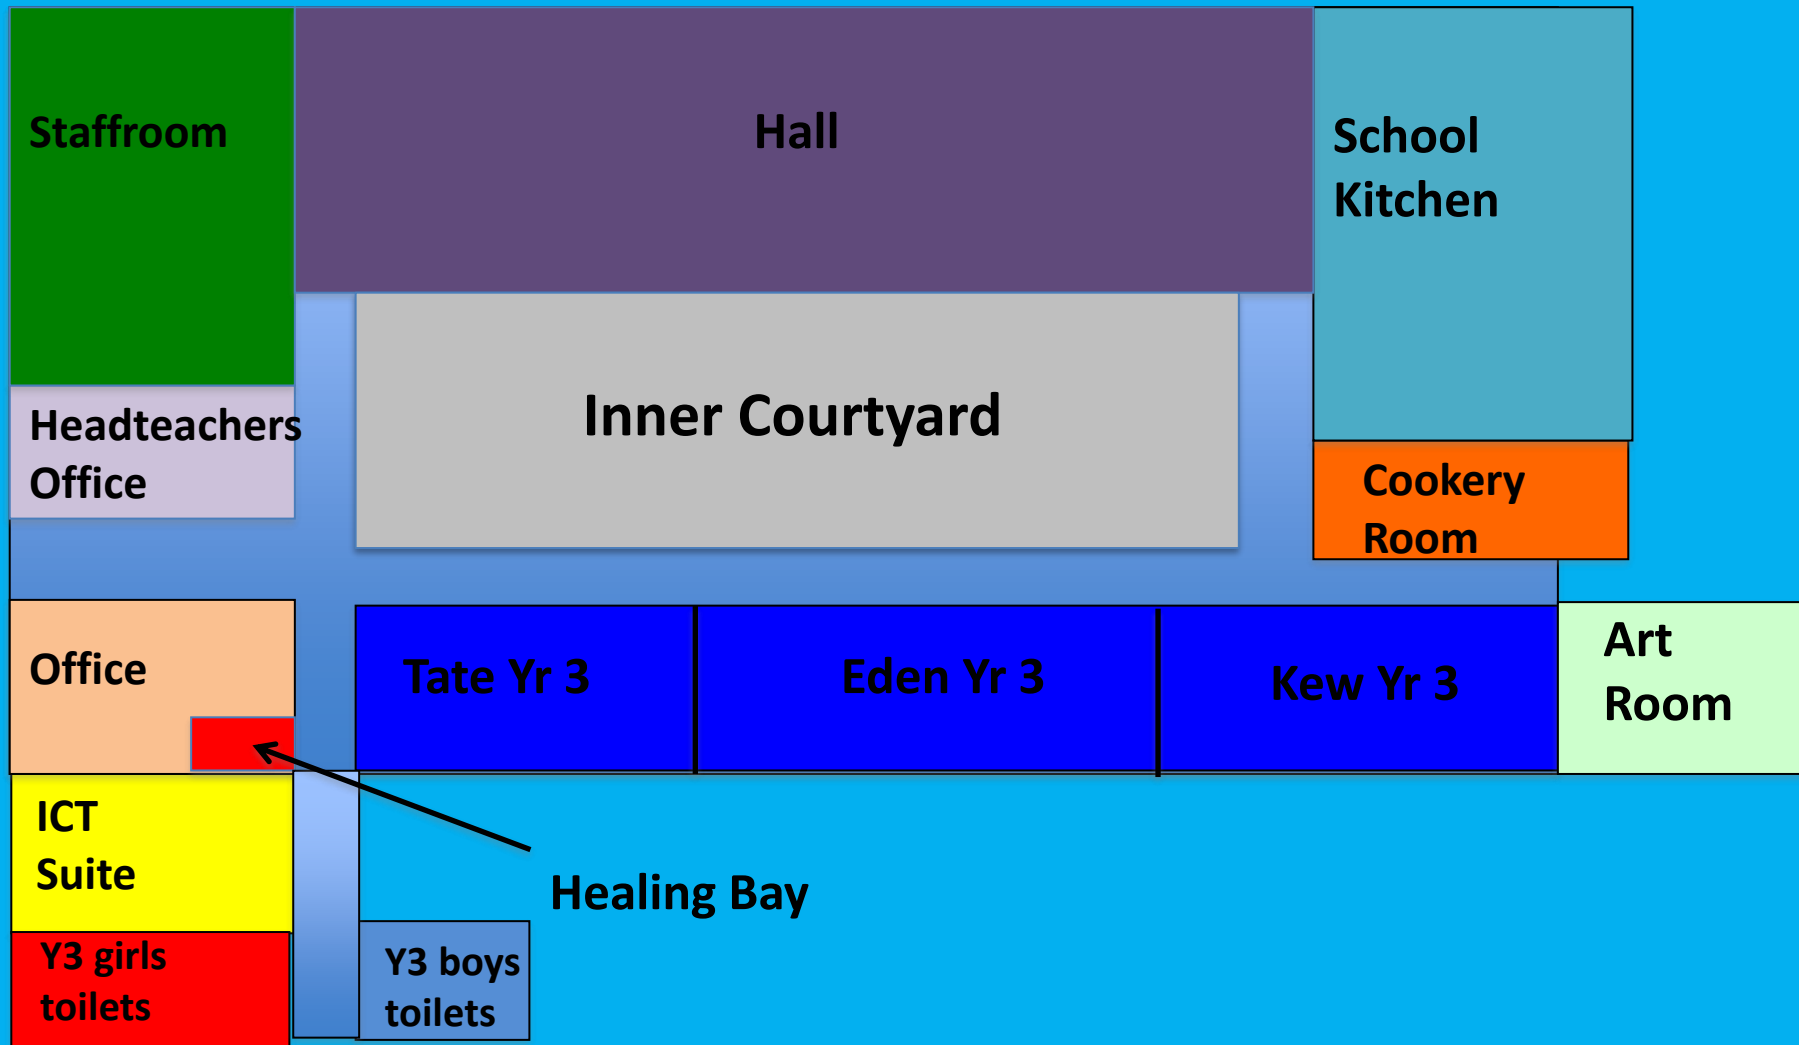 Staffroom
Hall
School
Kitchen
Headteachers
Office
Inner Courtyard
Cookery
Room
Office
Tate Yr 3
Eden Yr 3
Kew Yr 3
Art
Room
ICT
Suite
Healing Bay
Y3 girls
toilets
Y3 boys
toilets